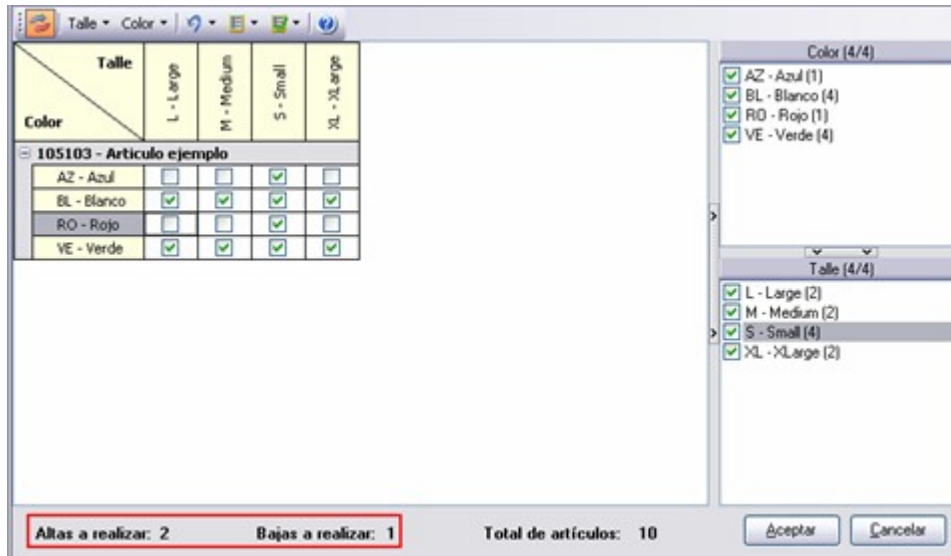 Talle Color
Talle
Color
L - Large
M - Medium
S - Small
XL - XLarge
105103 - Articulo ejemplo
AZ - Azul
BL - Blanco
RO - Rojo
VE - Verde
Color (4/4)
AZ - Azul (1)
BL - Blanco (4)
RO - Rojo (1)
VE - Verde (4)
Talle (4/4)
L - Large (2)
M - Medium (2)
S - Small (4)
XL - XLarge (2)
Altas a realizar: 2 Bajas a realizar: 1 Total de artículos: 10 Aceptar Cancelar